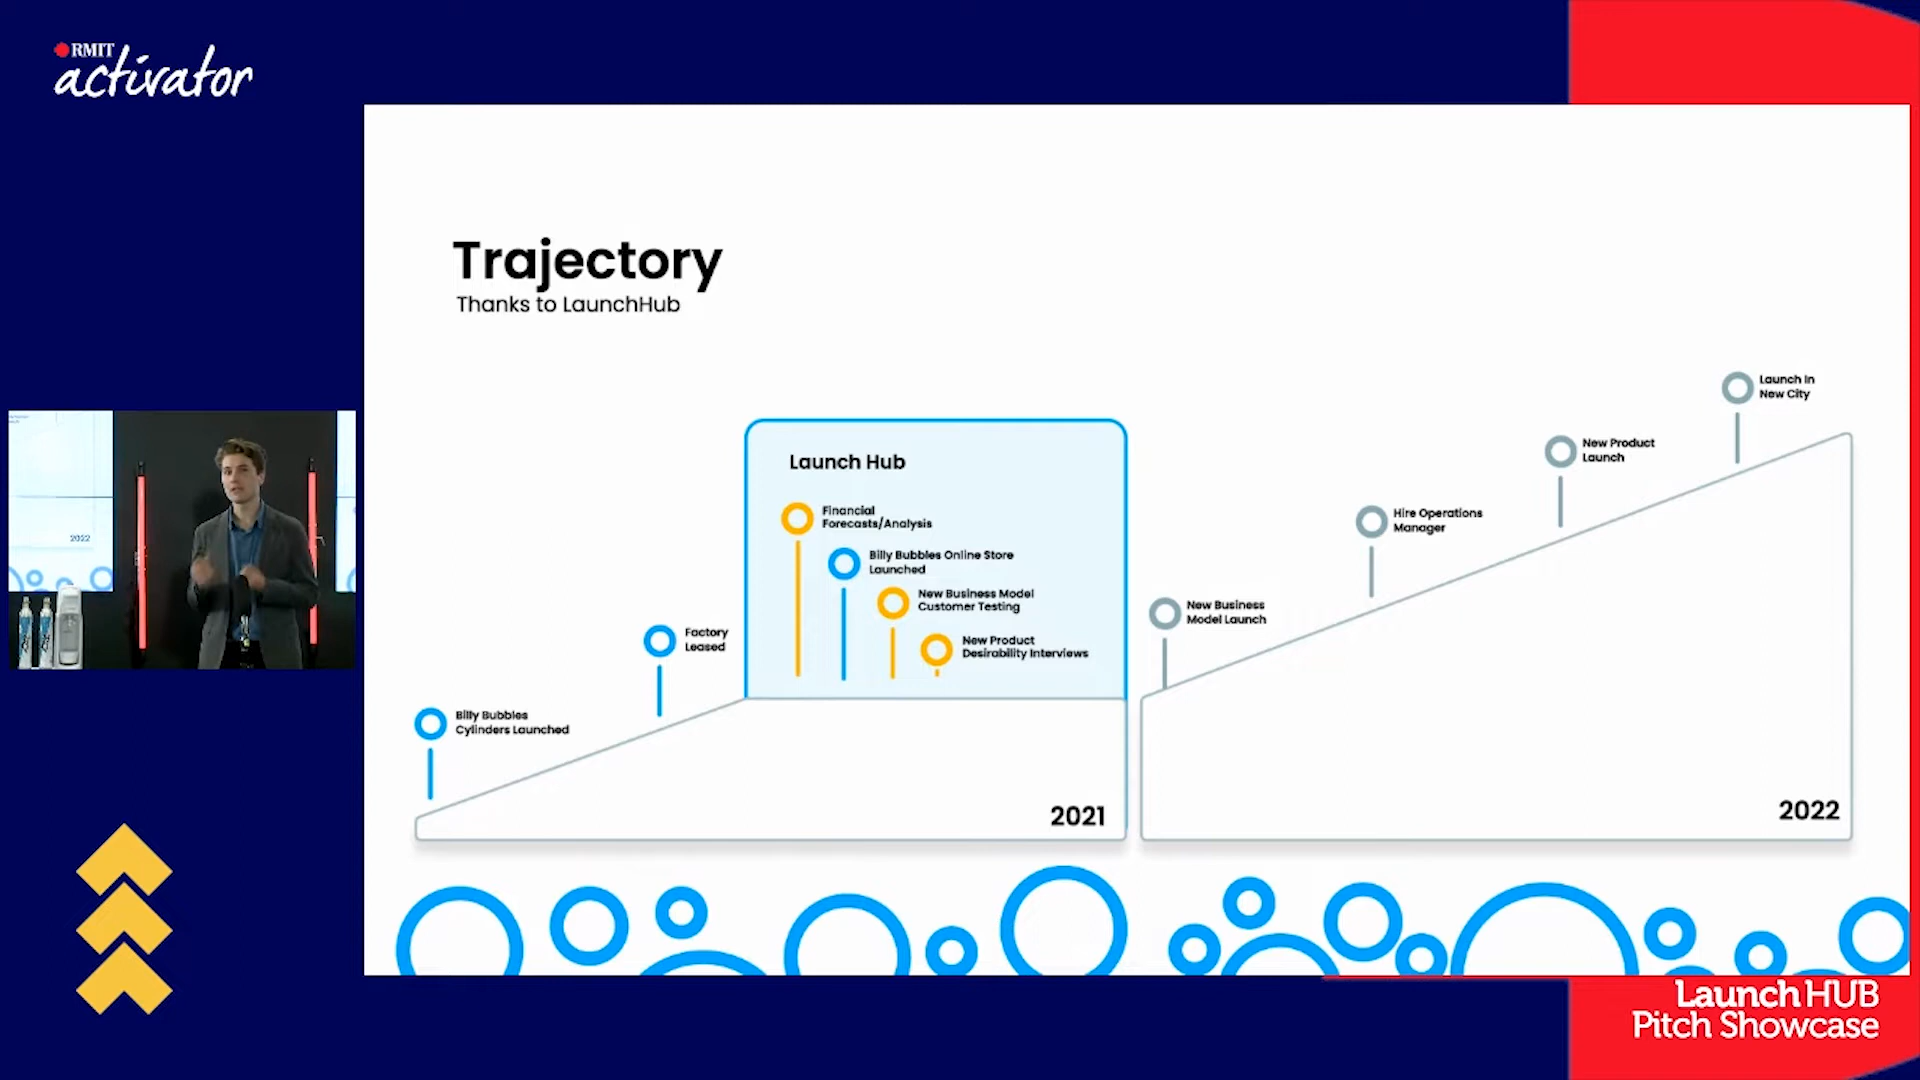 RMIT
activator
Trajectory
Thanks to LaunchHub
Launch Hub
Financial
Forecasts/Analysis
Billy Bubbles Online Store
Launched
New Business Model
Customer Testing
New Product
Desirability Interviews
Factory
Leased
Billy Bubbles
Cylinders Launched
2021
New Business
Model Launch
Hire Operations
Manager
New Product
Launch
Launch In
New City
2022
2022
LaunchHUB
Pitch Showcase